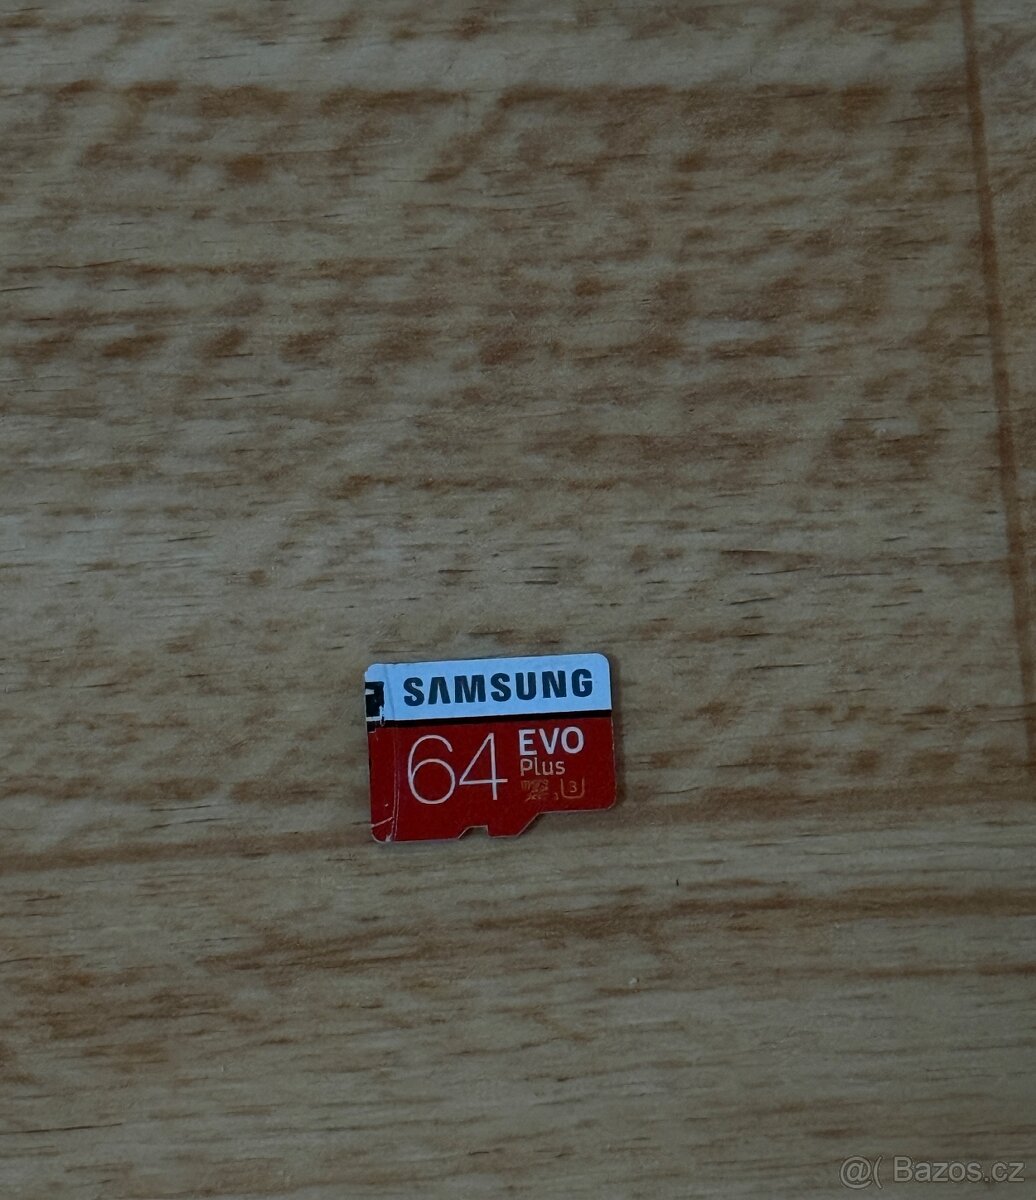 SAMSUNG
64 EVO
Plus
3
@( Bazos.cz